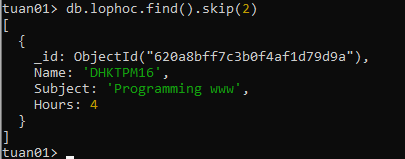 tuan01> db.lophoc.find().skip(2)
[
  {
    _id: ObjectId("620a8bff7c3b0f4af1d79d9a"),
    Name: 'DHKTPM16',
    Subject: 'Programming www',
    Hours: 4
  }
]
tuan01>